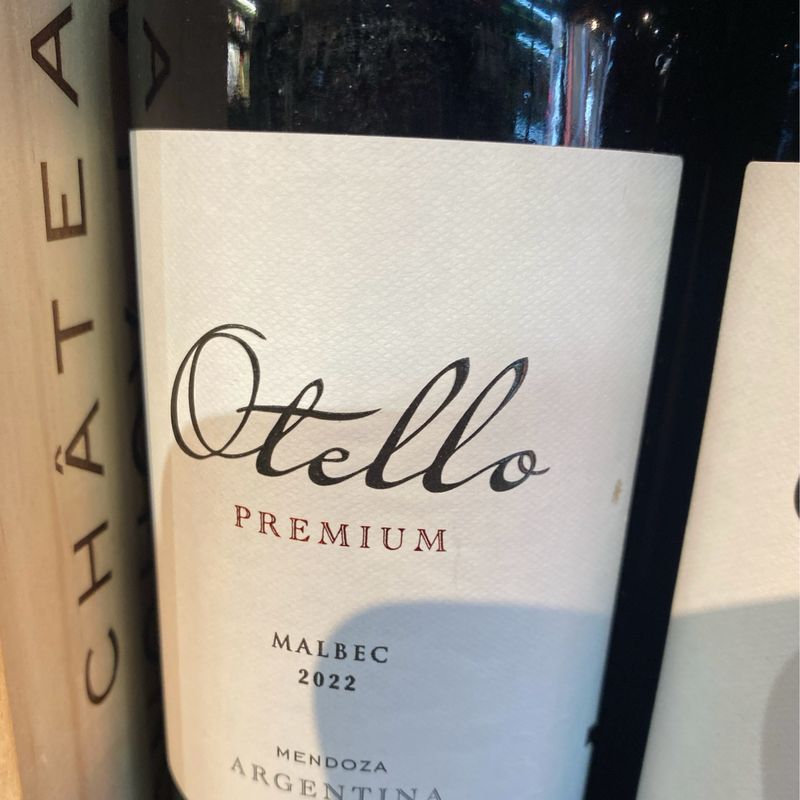 CHÂTEA
Otello
PREMIUM
MALBEC
2022
MENDOZA
ARGENTINA